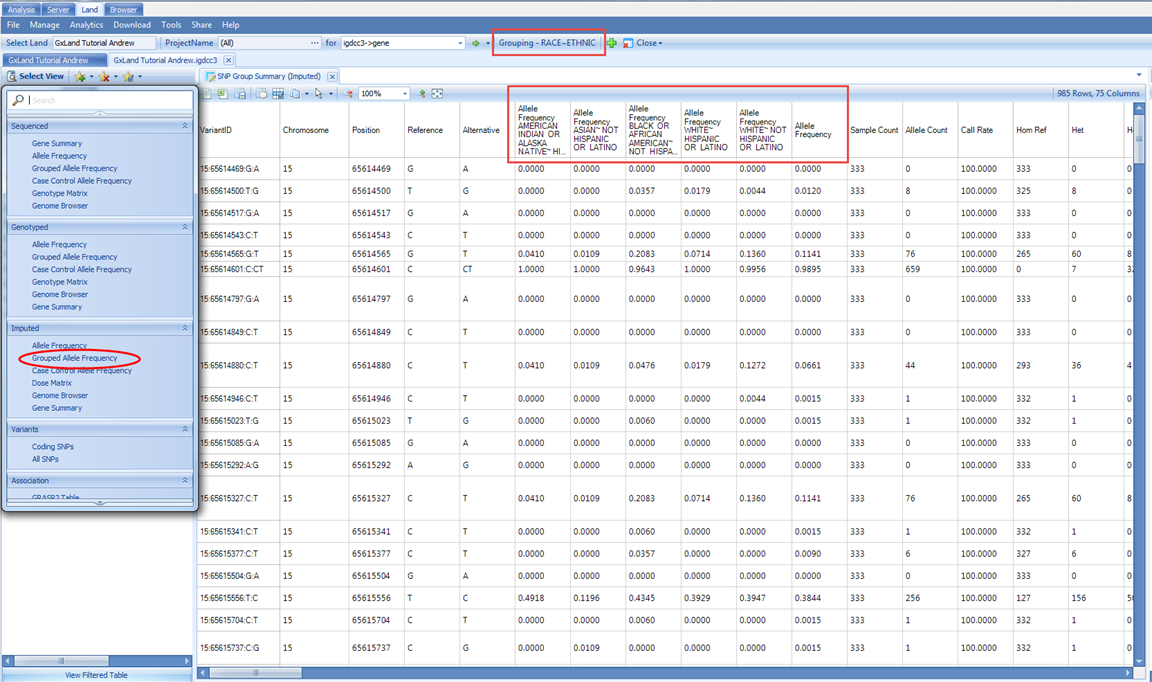 Analysis Server Land Browser
File Manage Analytics Download Tools Share Help
Select Land GxLand Tutorial Andrew ProjectName (All) ... for igdcc3->gene Grouping - RACE~ETHNIC Close
GxLand Tutorial Andrew GxLand Tutorial Andrew.igdcc3
Select View
SNP Group Summary (Imputed)
Search
100%
985 Rows, 75 Columns
Sequenced
Gene Summary
Allele Frequency
Grouped Allele Frequency
Case Control Allele Frequency
Genotype Matrix
Genome Browser
Genotyped
Allele Frequency
Grouped Allele Frequency
Case Control Allele Frequency
Genotype Matrix
Genome Browser
Gene Summary
Imputed
Allele Frequency
Grouped Allele Frequency
Case Control Allele Frequency
Dose Matrix
Genome Browser
Gene Summary
Variants
Coding SNPs
All SNPs
Association
GRASP2 Table
View Filtered Table
VariantID Chromosome Position Reference Alternative Allele Frequency AMERICAN INDIAN OR ALASKA NATIVE~ HI... Allele Frequency ASIAN~ NOT HISPANIC OR LATINO Allele Frequency BLACK OR AFRICAN AMERICAN~ NOT HISPA... Allele Frequency WHITE~ HISPANIC OR LATINO Allele Frequency WHITE~ NOT HISPANIC OR LATINO Allele Frequency Sample Count Allele Count Call Rate Hom Ref Het
15:65614469:G:A 15 65614469 G A 0.0000 0.0000 0.0000 0.0000 0.0000 0.0000 333 0 100.0000 333 0 0
15:65614500:T:G 15 65614500 T G 0.0000 0.0000 0.0357 0.0179 0.0044 0.0120 333 8 100.0000 325 8 0
15:65614517:G:A 15 65614517 G A 0.0000 0.0000 0.0000 0.0000 0.0000 0.0000 333 0 100.0000 333 0 0
15:65614543:C:T 15 65614543 C T 0.0000 0.0000 0.0000 0.0000 0.0000 0.0000 333 0 100.0000 333 0 0
15:65614565:G:T 15 65614565 G T 0.0410 0.0109 0.2083 0.0714 0.1360 0.1141 333 76 100.0000 265 60 8
15:65614601:C:CT 15 65614601 C CT 1.0000 1.0000 0.9643 1.0000 0.9956 0.9895 333 659 100.0000 0 7 32
15:65614797:G:A 15 65614797 G A 0.0000 0.0000 0.0000 0.0000 0.0000 0.0000 333 0 100.0000 333 0 0
15:65614849:C:T 15 65614849 C T 0.0000 0.0000 0.0000 0.0000 0.0000 0.0000 333 0 100.0000 333 0 0
15:65614880:C:T 15 65614880 C T 0.0410 0.0109 0.0476 0.0179 0.1272 0.0661 333 44 100.0000 293 36 4
15:65614946:C:T 15 65614946 C T 0.0000 0.0000 0.0000 0.0000 0.0044 0.0015 333 1 100.0000 332 1 0
15:65615023:T:G 15 65615023 T G 0.0000 0.0000 0.0060 0.0000 0.0000 0.0015 333 1 100.0000 332 1 0
15:65615085:G:A 15 65615085 G A 0.0000 0.0000 0.0000 0.0000 0.0000 0.0000 333 0 100.0000 333 0 0
15:65615292:A:G 15 65615292 A G 0.0000 0.0000 0.0000 0.0000 0.0000 0.0000 333 0 100.0000 333 0 0
15:65615327:C:T 15 65615327 C T 0.0410 0.0109 0.2083 0.0714 0.1360 0.1141 333 76 100.0000 265 60 8
15:65615341:C:T 15 65615341 C T 0.0000 0.0000 0.0060 0.0000 0.0000 0.0015 333 1 100.0000 332 1 0
15:65615377:C:T 15 65615377 C T 0.0000 0.0000 0.0357 0.0000 0.0000 0.0090 333 6 100.0000 327 6 0
15:65615504:G:A 15 65615504 G A 0.0000 0.0000 0.0000 0.0000 0.0000 0.0000 333 0 100.0000 333 0 0
15:65615556:T:C 15 65615556 T C 0.4918 0.1196 0.4345 0.3929 0.3947 0.3844 333 256 100.0000 127 156 50
15:65615704:C:T 15 65615704 C T 0.0000 0.0000 0.0060 0.0000 0.0000 0.0015 333 1 100.0000 332 1 0
15:65615737:C:G 15 65615737 C G 0.0000 0.0109 0.0000 0.0000 0.0000 0.0015 333 1 100.0000 332 1 0